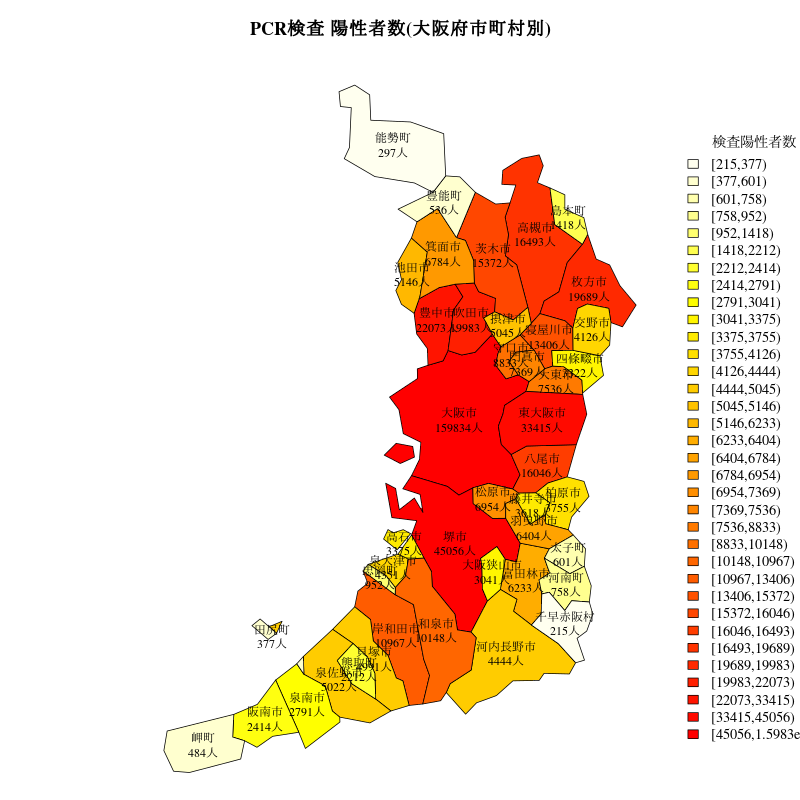 PCR検査 陽性者数(大阪府市町村別)
能勢町
297人
豊能町
536人
島本町
1418人
高槻市
16493人
茨木市
15372人
箕面市
6784人
池田市
5146人
枚方市
19689人
豊中市
22073人
吹田市
19983人
摂津市
5045人
交野市
4126人
寝屋川市
13406人
守口市
8833人
門真市
7369人
四條畷市
大東市
7536人
大阪市
159834人
東大阪市
33415人
八尾市
16046人
松原市
6954人
柏原市
3755人
藤井寺市
3618人
羽曳野市
6404人
高石市
3375人
堺市
45056人
太子町
601人
大阪狭山市
3041人
泉大津市
4351人
忠岡町
952人
富田林市
6233人
河南町
758人
千早赤阪村
215人
和泉市
10148人
岸和田市
10967人
田尻町
377人
河内長野市
4444人
貝塚市
4991人
熊取町
2212人
泉佐野市
5022人
泉南市
2791人
阪南市
2414人
岬町
484人
検査陽性者数
[215,377)
[377,601)
[601,758)
[758,952)
[952,1418)
[1418,2212)
[2212,2414)
[2414,2791)
[2791,3041)
[3041,3375)
[3375,3755)
[3755,4126)
[4126,4444)
[4444,5045)
[5045,5146)
[5146,6233)
[6233,6404)
[6404,6784)
[6784,6954)
[6954,7369)
[7369,7536)
[7536,8833)
[8833,10148)
[10148,10967)
[10967,13406)
[13406,15372)
[15372,16046)
[16046,16493)
[16493,19689)
[19689,19983)
[19983,22073)
[22073,33415)
[33415,45056)
[45056,1.5983e